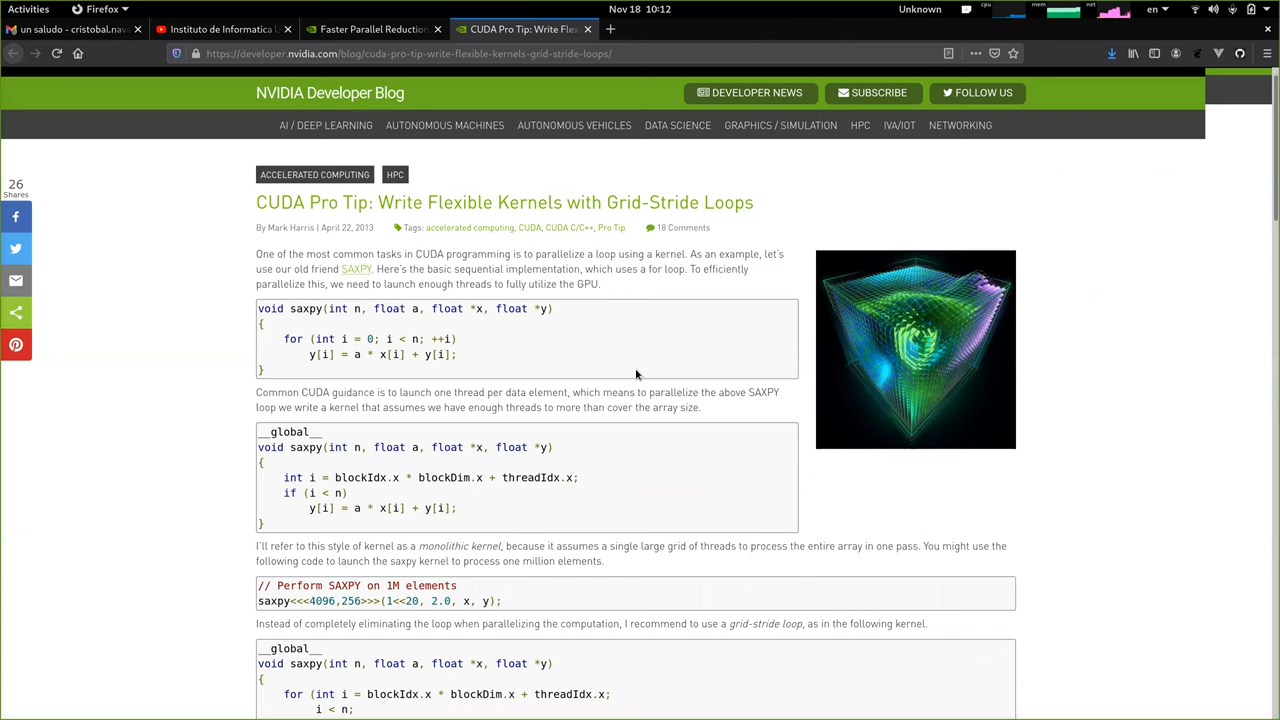 Activities Firefox Nov 18 10:12 Unknown cpu mem net en
un saludo - cristobal.nava Instituto de Informatica U Faster Parallel Reduction CUDA Pro Tip: Write Flex
https://developer.nvidia.com/blog/cuda-pro-tip-write-flexible-kernels-grid-stride-loops/
NVIDIA Developer Blog DEVELOPER NEWS SUBSCRIBE FOLLOW US
AI / DEEP LEARNING AUTONOMOUS MACHINES AUTONOMOUS VEHICLES DATA SCIENCE GRAPHICS / SIMULATION HPC IVA/IOT NETWORKING
26
Shares
ACCELERATED COMPUTING HPC
CUDA Pro Tip: Write Flexible Kernels with Grid-Stride Loops
By Mark Harris | April 22, 2013 Tags: accelerated computing, CUDA, CUDA C/C++, Pro Tip 18 Comments
One of the most common tasks in CUDA programming is to parallelize a loop using a kernel. As an example, let's
use our old friend SAXPY. Here's the basic sequential implementation, which uses a for loop. To efficiently
parallelize this, we need to launch enough threads to fully utilize the GPU.
void saxpy(int n, float a, float *x, float *y)
{
for (int i = 0; i < n; ++i)
y[i] = a * x[i] + y[i];
}
Common CUDA guidance is to launch one thread per data element, which means to parallelize the above SAXPY
loop we write a kernel that assumes we have enough threads to more than cover the array size.
__global__
void saxpy(int n, float a, float *x, float *y)
{
int i = blockIdx.x * blockDim.x + threadIdx.x;
if (i < n)
y[i] = a * x[i] + y[i];
}
I'll refer to this style of kernel as a monolithic kernel, because it assumes a single large grid of threads to process the entire array in one pass. You might use the
following code to launch the saxpy kernel to process one million elements.
// Perform SAXPY on 1M elements
saxpy<<<4096,256>>>(1<<20, 2.0, x, y);
Instead of completely eliminating the loop when parallelizing the computation, I recommend to use a grid-stride loop, as in the following kernel.
__global__
void saxpy(int n, float a, float *x, float *y)
{
for (int i = blockIdx.x * blockDim.x + threadIdx.x;
i < n;